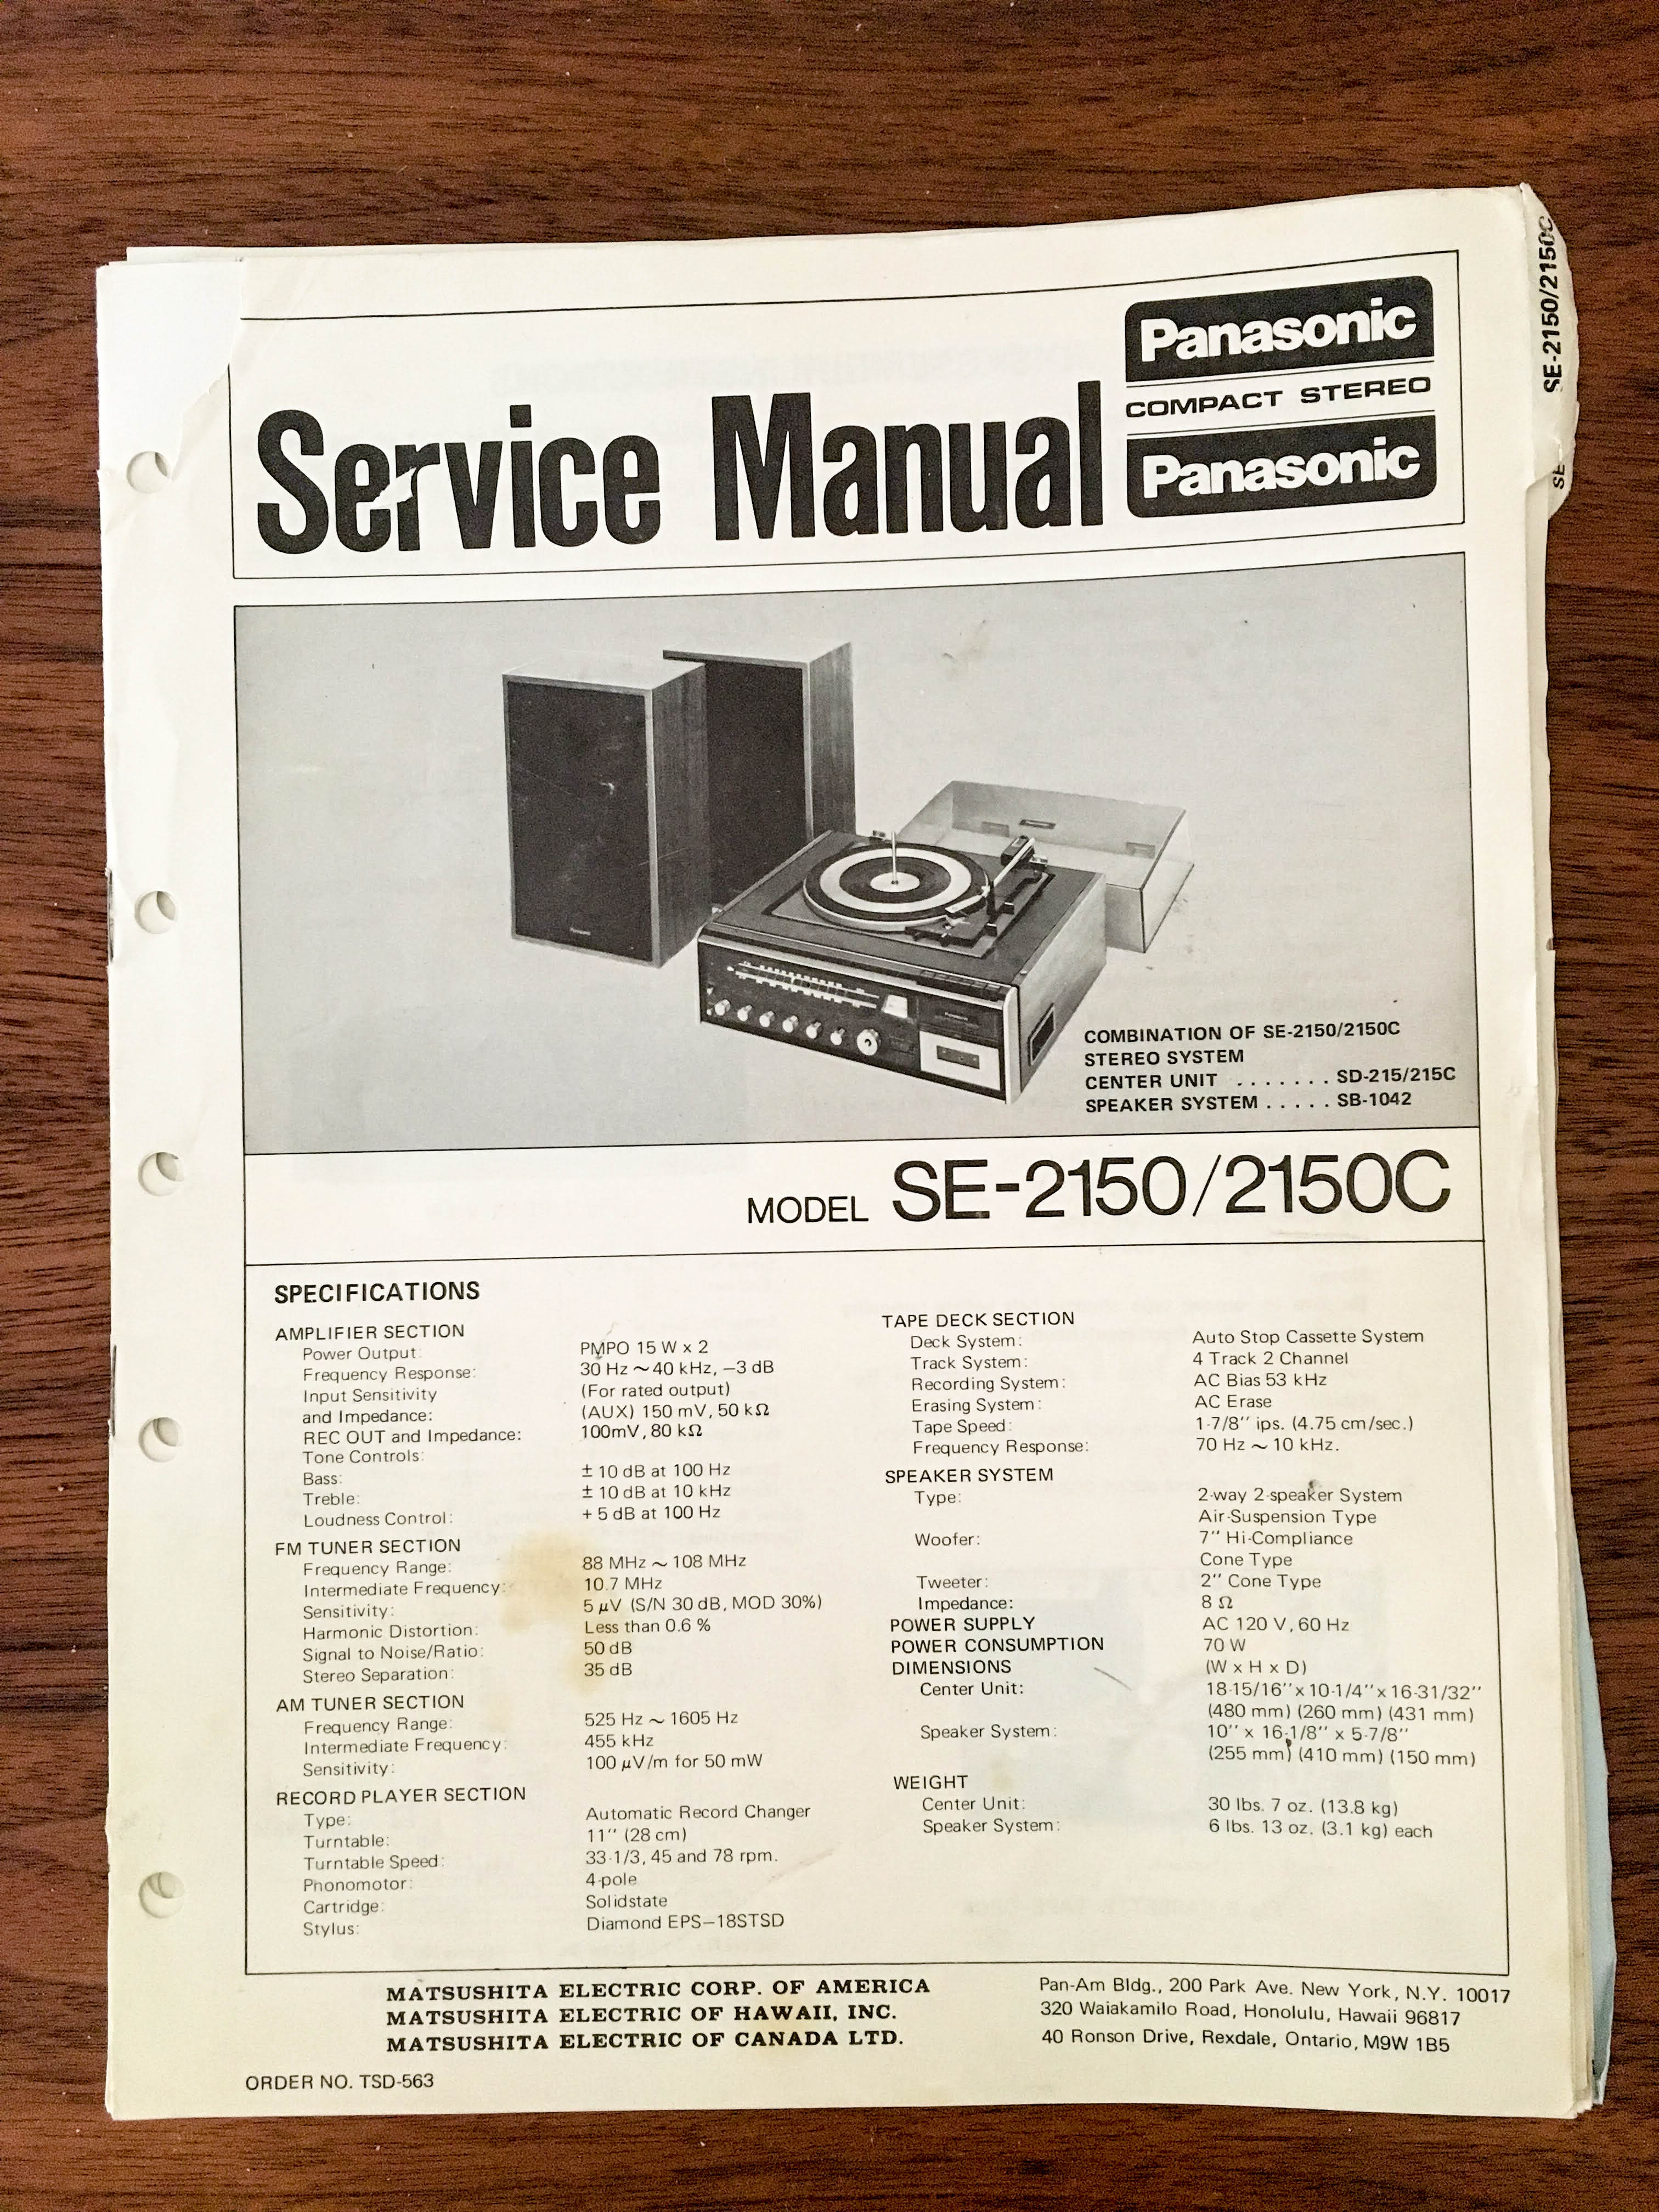 SE-2150/2150C
SE
Service Manual
Panasonic
COMPACT STEREO
Panasonic
Panasonic
COMBINATION OF SE-2150/2150C
STEREO SYSTEM
CENTER UNIT ....... SD-215/215C
SPEAKER SYSTEM ..... SB-1042
MODEL SE-2150/2150C
SPECIFICATIONS
AMPLIFIER SECTION
Power Output: PMPO 15 W x 2
Frequency Response: 30 Hz ~ 40 kHz, −3 dB
Input Sensitivity (For rated output)
and Impedance: (AUX) 150 mV, 50 kΩ
REC OUT and Impedance: 100mV, 80 kΩ
Tone Controls:
Bass: ± 10 dB at 100 Hz
Treble: ± 10 dB at 10 kHz
Loudness Control: + 5 dB at 100 Hz
FM TUNER SECTION
Frequency Range: 88 MHz ~ 108 MHz
Intermediate Frequency: 10.7 MHz
Sensitivity: 5 μV (S/N 30 dB, MOD 30%)
Harmonic Distortion: Less than 0.6 %
Signal to Noise/Ratio: 50 dB
Stereo Separation: 35 dB
AM TUNER SECTION
Frequency Range: 525 Hz ~ 1605 Hz
Intermediate Frequency: 455 kHz
Sensitivity: 100 μV/m for 50 mW
RECORD PLAYER SECTION
Type: Automatic Record Changer
Turntable: 11'' (28 cm)
Turntable Speed: 33-1/3, 45 and 78 rpm.
Phonomotor: 4-pole
Cartridge: Solidstate
Stylus: Diamond EPS−18STSD
TAPE DECK SECTION
Deck System: Auto Stop Cassette System
Track System: 4 Track 2 Channel
Recording System: AC Bias 53 kHz
Erasing System: AC Erase
Tape Speed: 1-7/8'' ips. (4.75 cm/sec.)
Frequency Response: 70 Hz ~ 10 kHz.
SPEAKER SYSTEM
Type: 2-way 2-speaker System
Air-Suspension Type
Woofer: 7'' Hi-Compliance
Cone Type
Tweeter: 2'' Cone Type
Impedance: 8 Ω
POWER SUPPLY AC 120 V, 60 Hz
POWER CONSUMPTION 70 W
DIMENSIONS (W x H x D)
Center Unit: 18-15/16'' x 10-1/4'' x 16-31/32''
(480 mm) (260 mm) (431 mm)
Speaker System: 10'' x 16-1/8'' x 5-7/8''
(255 mm) (410 mm) (150 mm)
WEIGHT
Center Unit: 30 lbs. 7 oz. (13.8 kg)
Speaker System: 6 lbs. 13 oz. (3.1 kg) each
MATSUSHITA ELECTRIC CORP. OF AMERICA Pan-Am Bldg., 200 Park Ave. New York, N.Y. 10017
MATSUSHITA ELECTRIC OF HAWAII, INC. 320 Waiakamilo Road, Honolulu, Hawaii 96817
MATSUSHITA ELECTRIC OF CANADA LTD. 40 Ronson Drive, Rexdale, Ontario, M9W 1B5
ORDER NO. TSD-563